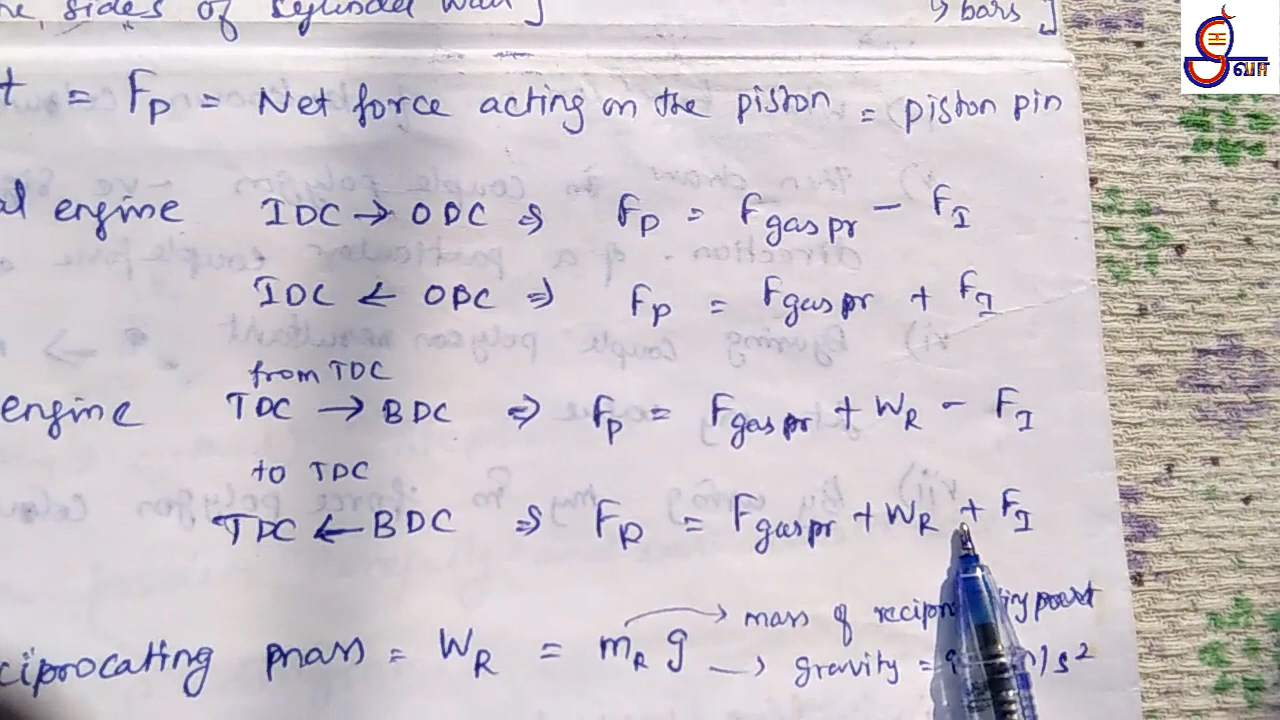 sides of cylinder wall]
↳ bars ]
t = Fp = Net force acting on the piston = piston pin
al engine IDC → ODC ⇒ Fp = Fgas pr − FI
IDC ← ODC ⇒ Fp = Fgas pr + FI
from TDC
engine TDC → BDC ⇒ Fp = Fgas pr + WR − FI
to TDC
TDC ← BDC ⇒ Fp = Fgas pr + WR + FI
→ mass of
ciprocating mass = WR = mR g → gravity = m/s²
வா